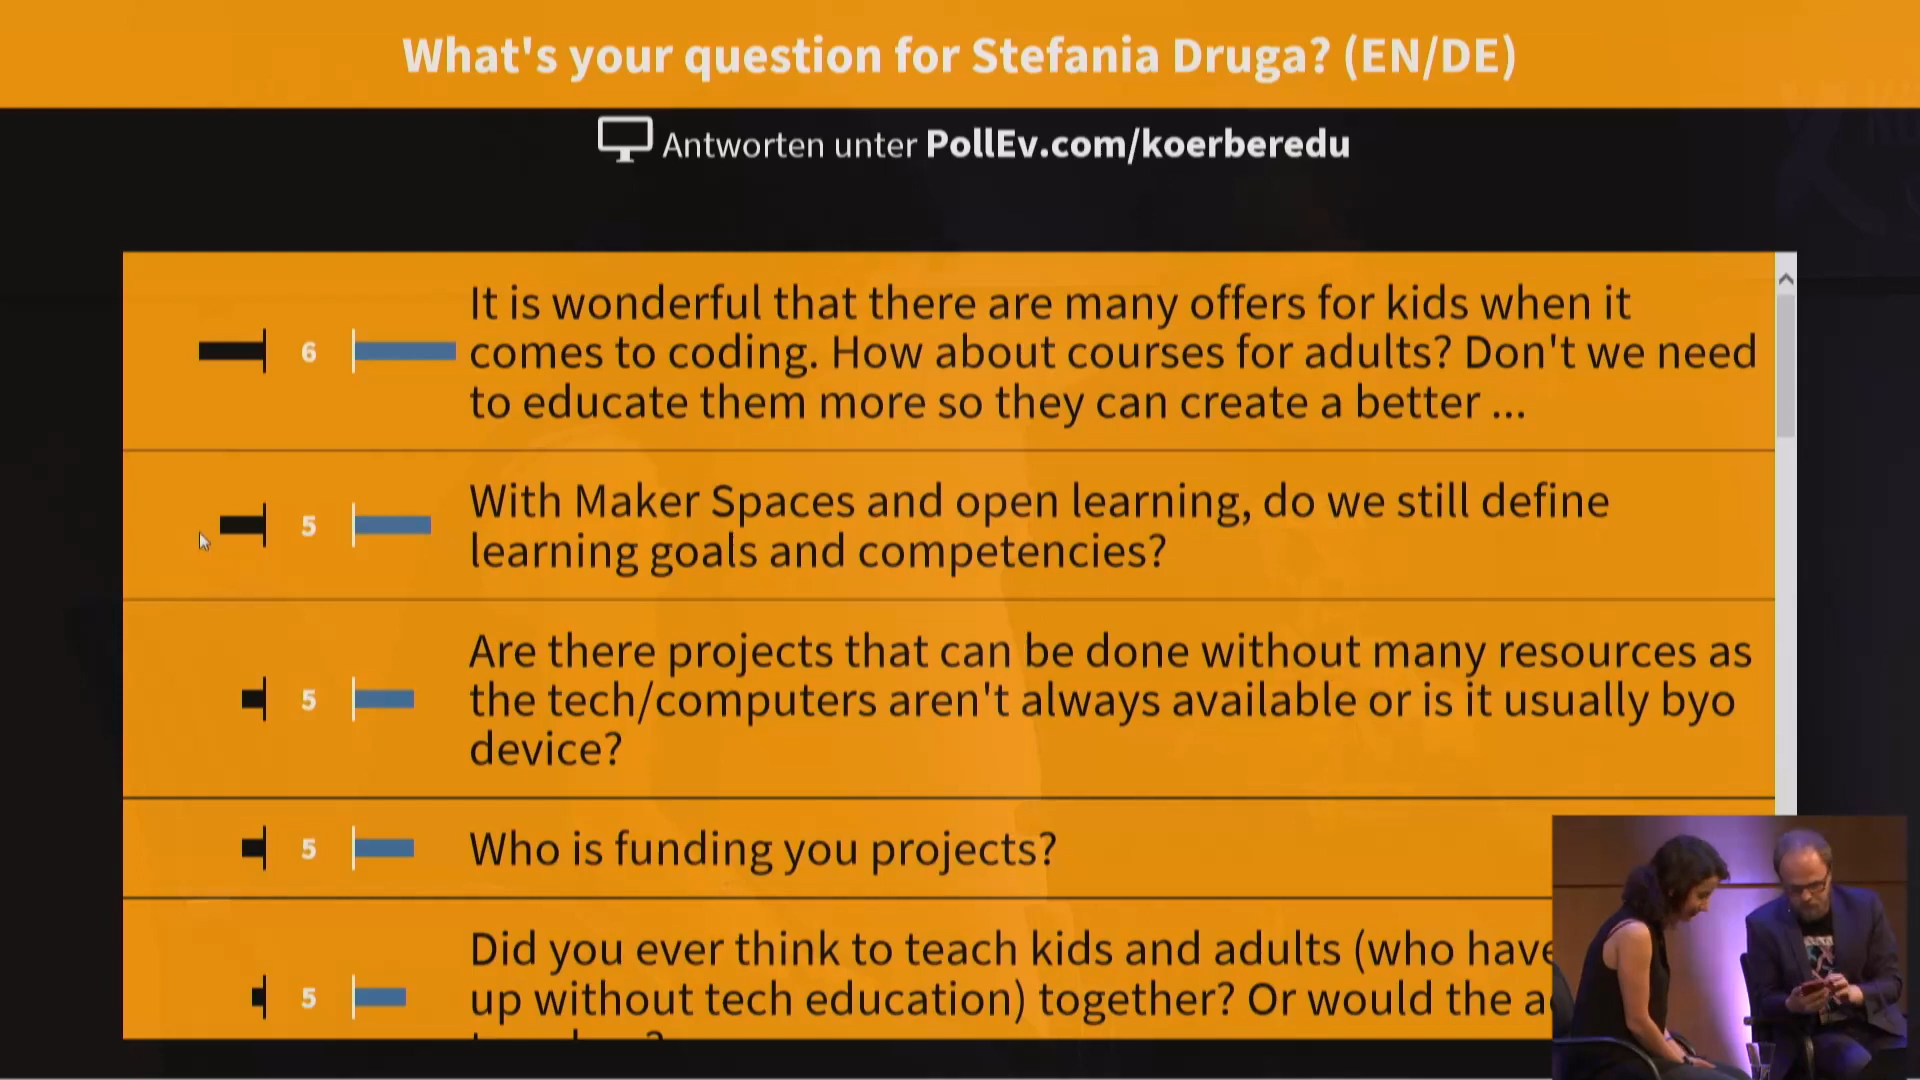 What's your question for Stefania Druga? (EN/DE)
Antworten unter PollEv.com/koerberedu
6
It is wonderful that there are many offers for kids when it
comes to coding. How about courses for adults? Don't we need
to educate them more so they can create a better ...
5
With Maker Spaces and open learning, do we still define
learning goals and competencies?
5
Are there projects that can be done without many resources as
the tech/computers aren't always available or is it usually byo
device?
5
Who is funding you projects?
5
Did you ever think to teach kids and adults (who have
up without tech education) together? Or would the